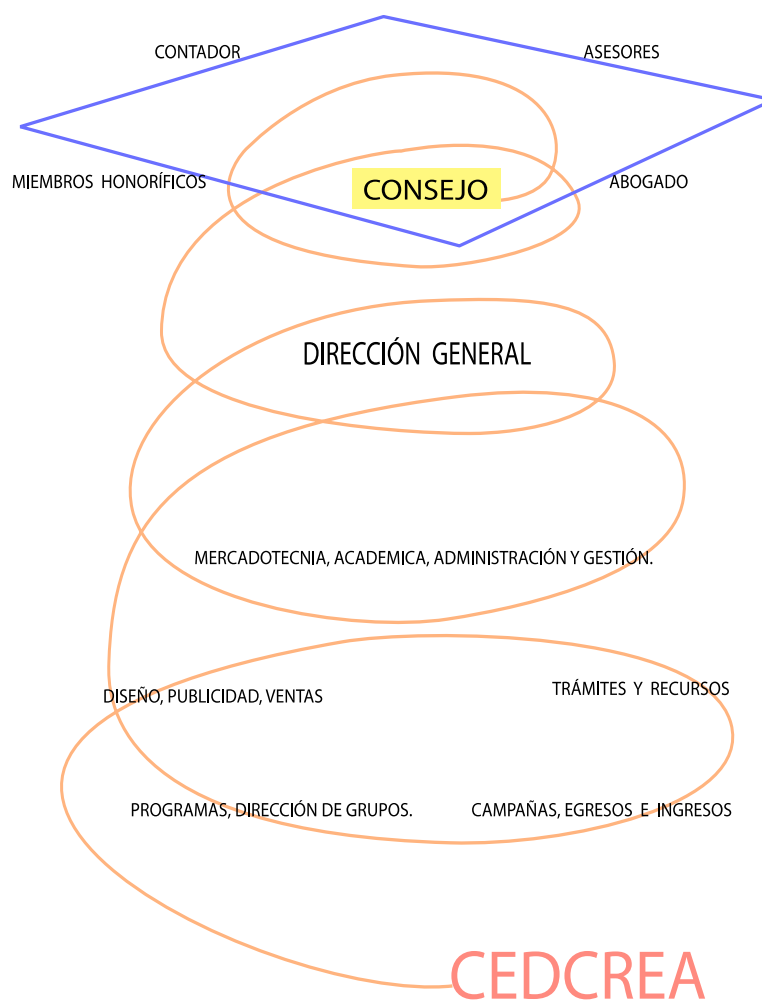 CONTADOR
ASESORES
MIEMBROS HONORÍFICOS
CONSEJO
ABOGADO
DIRECCIÓN GENERAL
MERCADOTECNIA, ACADEMICA, ADMINISTRACIÓN Y GESTIÓN.
DISEÑO, PUBLICIDAD, VENTAS
TRÁMITES Y RECURSOS
PROGRAMAS, DIRECCIÓN DE GRUPOS.
CAMPAÑAS, EGRESOS E INGRESOS
CEDCREA